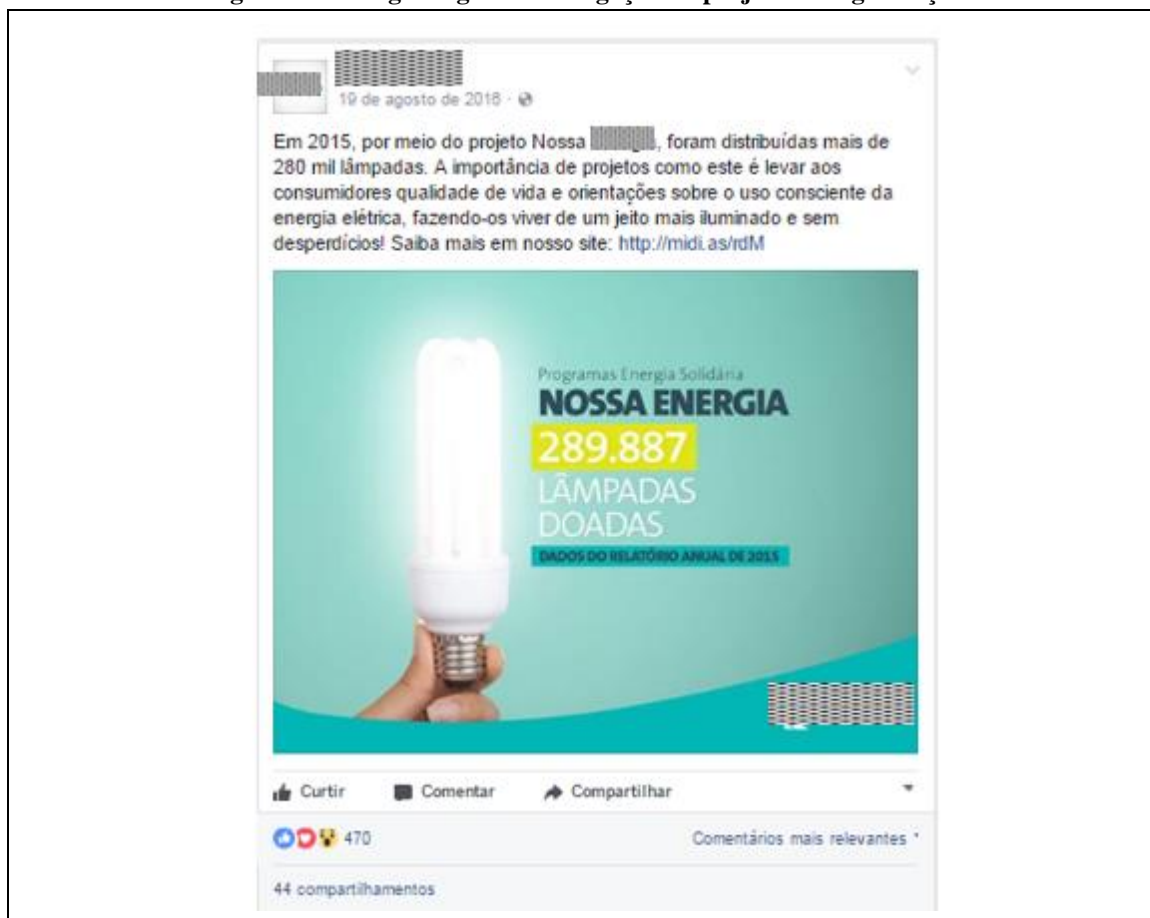 19 de agosto de 2016 ·
Em 2015, por meio do projeto Nossa , foram distribuídas mais de
280 mil lâmpadas. A importância de projetos como este é levar aos
consumidores qualidade de vida e orientações sobre o uso consciente da
energia elétrica, fazendo-os viver de um jeito mais iluminado e sem
desperdícios! Saiba mais em nosso site: http://midi.as/rdM
Programas Energia Solidária
NOSSA ENERGIA
289.887
LÂMPADAS
DOADAS
DADOS DO RELATÓRIO ANUAL DE 2015
Curtir Comentar Compartilhar
470 Comentários mais relevantes
44 compartilhamentos